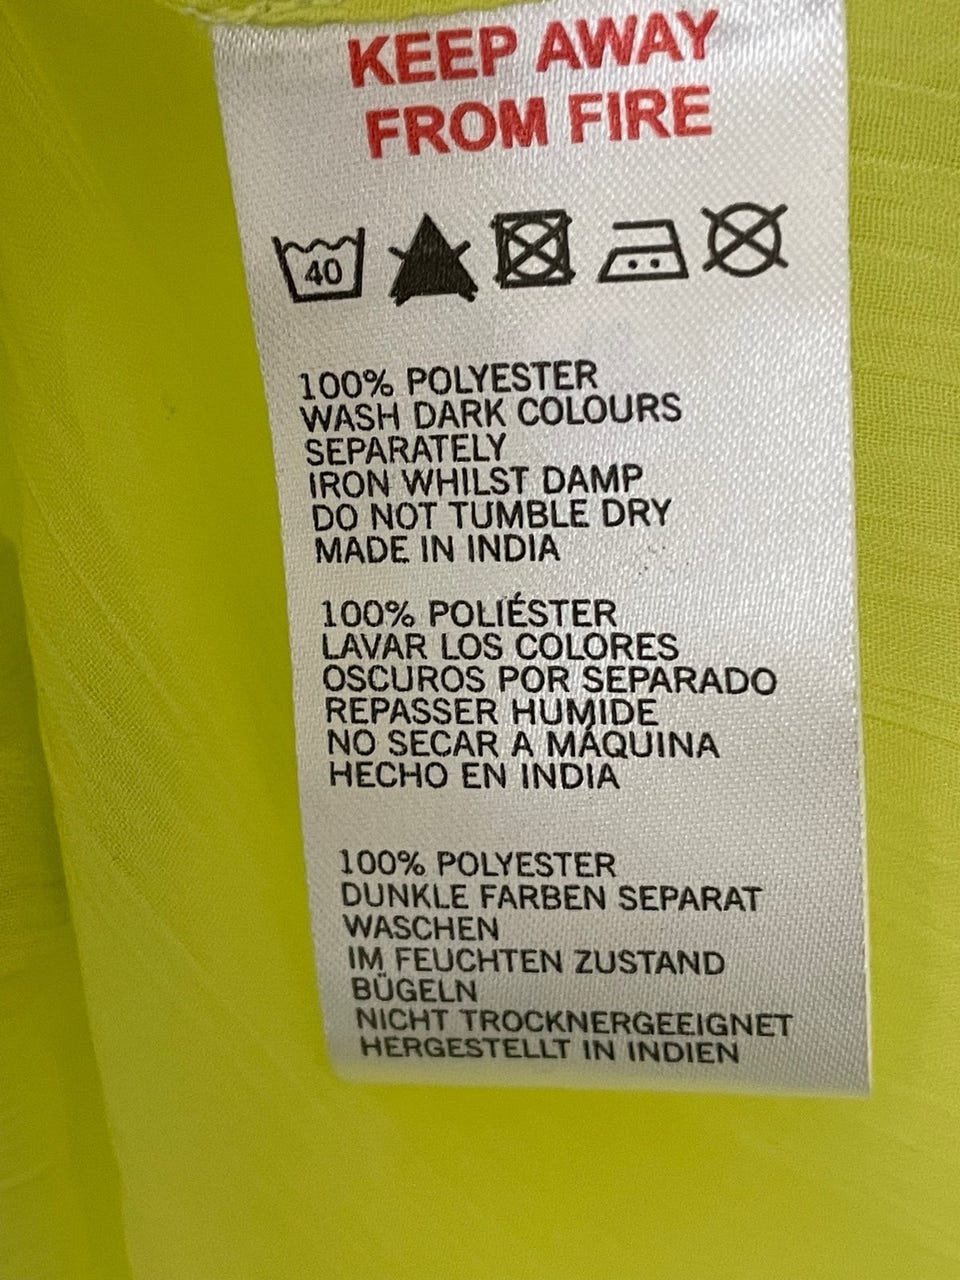 KEEP AWAY
FROM FIRE
40
100% POLYESTER
WASH DARK COLOURS
SEPARATELY
IRON WHILST DAMP
DO NOT TUMBLE DRY
MADE IN INDIA
100% POLIÉSTER
LAVAR LOS COLORES
OSCUROS POR SEPARADO
REPASSER HUMIDE
NO SECAR A MÁQUINA
HECHO EN INDIA
100% POLYESTER
DUNKLE FARBEN SEPARAT
WASCHEN
IM FEUCHTEN ZUSTAND
BÜGELN
NICHT TROCKNERGEEIGNET
HERGESTELLT IN INDIEN